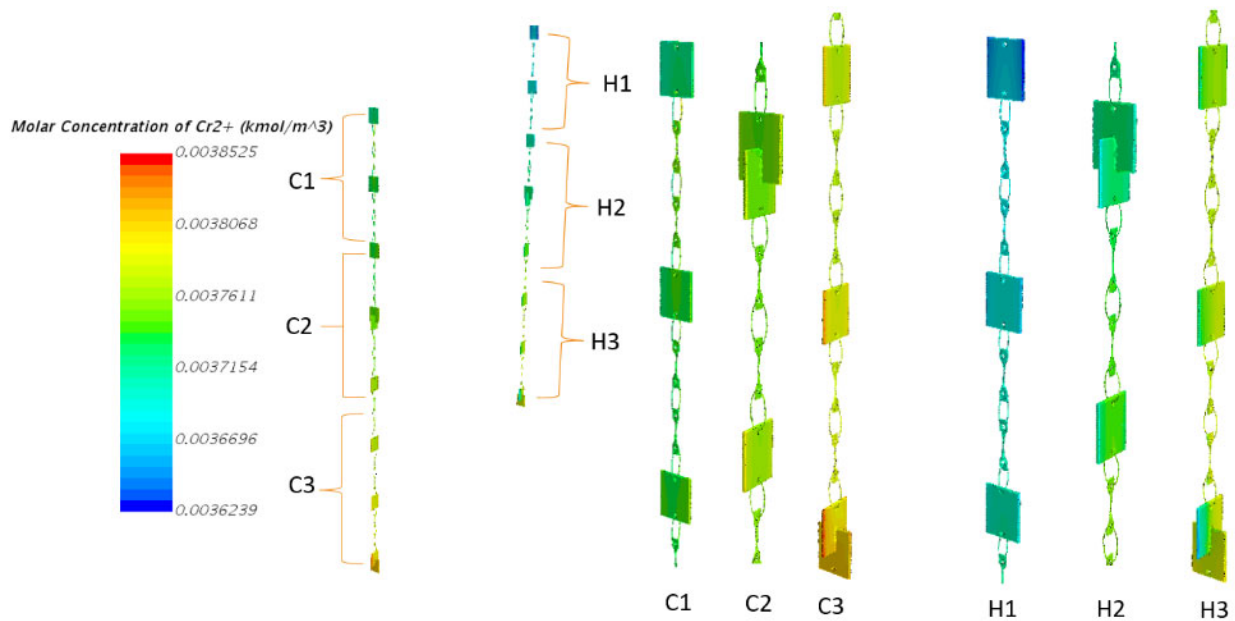 Molar Concentration of Cr2+ (kmol/m^3)
0.0038525
0.0038068
0.0037611
0.0037154
0.0036696
0.0036239
C1
C2
C3
H1
H2
H3
C1
C2
C3
H1
H2
H3